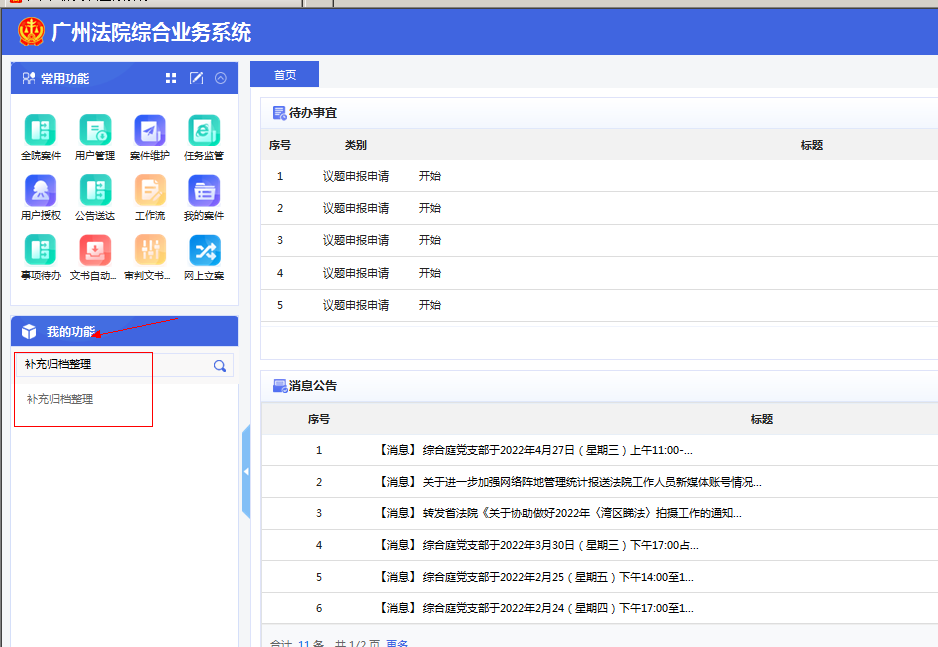 广州法院综合业务系统
常用功能
全院案件 用户管理 案件维护 任务监管
用户授权 公告送达 工作流 我的案件
事项待办 文书自动... 审判文书... 网上立案
我的功能
补充归档整理
补充归档整理
首页
待办事宜
序号 类别 标题
1 议题申报申请 开始
2 议题申报申请 开始
3 议题申报申请 开始
4 议题申报申请 开始
5 议题申报申请 开始
消息公告
序号 标题
1 【消息】 综合庭党支部于2022年4月27日（星期三）上午11:00-...
2 【消息】 关于进一步加强网络阵地管理统计报送法院工作人员新媒体账号情况...
3 【消息】 转发省法院《关于协助做好2022年〈湾区睇法〉拍摄工作的通知...
4 【消息】 综合庭党支部于2022年3月30日（星期三）下午17:00占...
5 【消息】 综合庭党支部于2022年2月25（星期五）下午14:00至1...
6 【消息】 综合庭党支部于2022年2月24（星期四）下午17:00至1...
合计 11 条 共 1/2 页 更多